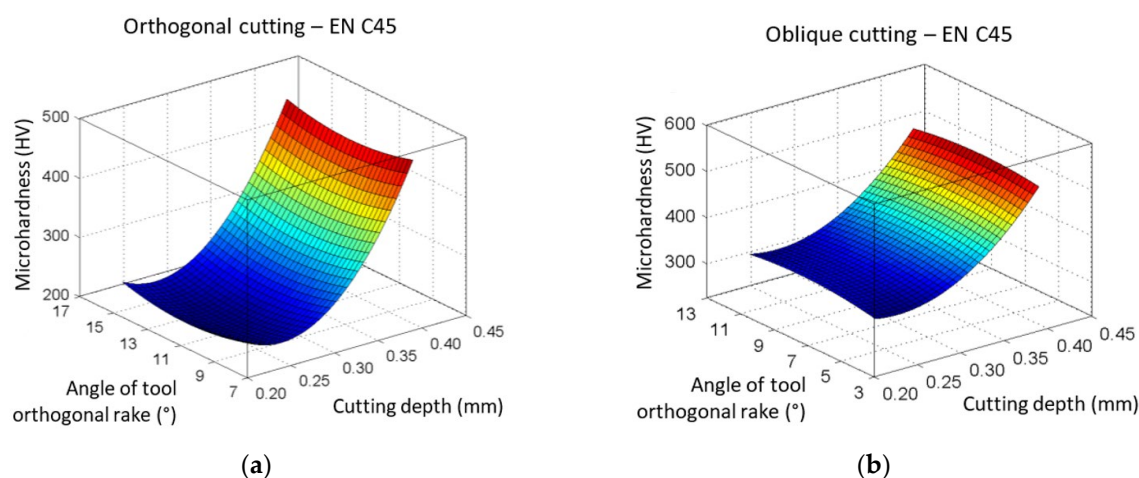 Orthogonal cutting – EN C45
Microhardness (HV)
500
400
300
200
17
15
13
11
9
7
0.20
0.25
0.30
0.35
0.40
0.45
Angle of tool
orthogonal rake (°)
Cutting depth (mm)
(a)
Oblique cutting – EN C45
Microhardness (HV)
600
500
400
300
13
11
9
7
5
3
0.20
0.25
0.30
0.35
0.40
0.45
Angle of tool
orthogonal rake (°)
Cutting depth (mm)
(b)